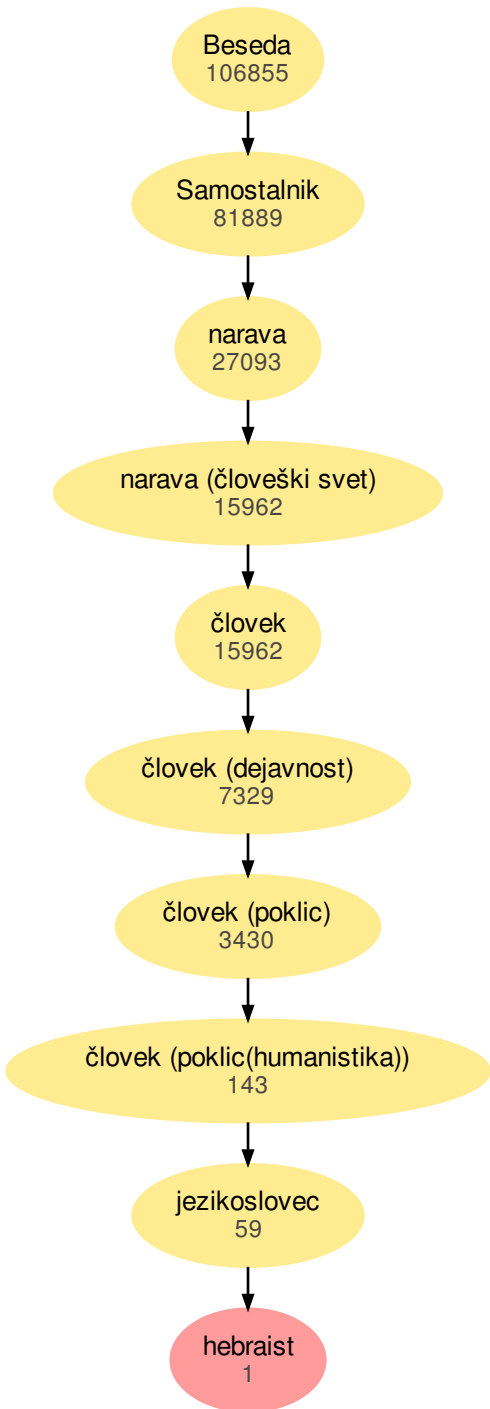 Beseda
106855
Samostalnik
81889
narava
27093
narava (človeški svet)
15962
človek
15962
človek (dejavnost)
7329
človek (poklic)
3430
človek (poklic(humanistika))
143
jezikoslovec
59
hebraist
1